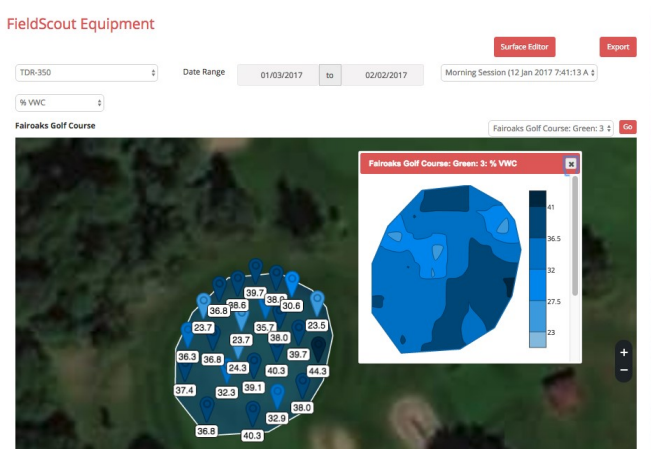 FieldScout Equipment
Surface Editor
Export
TDR-350
Date Range
01/03/2017
to
02/02/2017
Morning Session (12 Jan 2017 7:41:13 A
% VWC
Fairoaks Golf Course
Fairoaks Golf Course: Green: 3
Go
Fairoaks Golf Course: Green: 3: % VWC
x
41
36.5
32
27.5
23
39.7
36.8
38.6
30.6
23.7
35.7
23.5
23.7
38.0
36.3
36.8
39.7
24.3
40.3
44.3
37.4
32.3
39.1
38.0
36.8
32.9
40.3
+
−